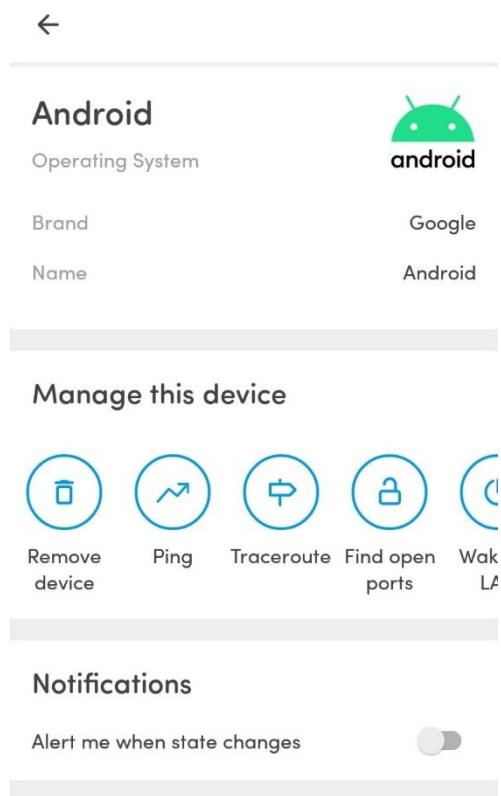 Android
android
Operating System
Brand Google
Name Android
Manage this device
Remove device
Ping
Traceroute
Find open ports
Notifications
Alert me when state changes